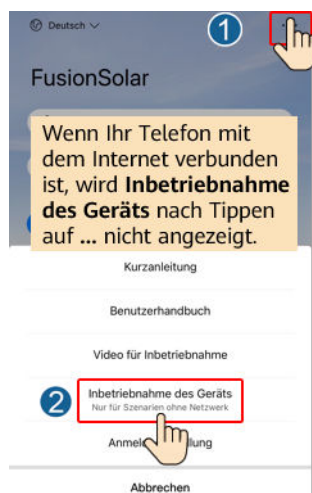 Deutsch
1
FusionSolar
Wenn Ihr Telefon mit
dem Internet verbunden
ist, wird Inbetriebnahme
des Geräts nach Tippen
auf ... nicht angezeigt.
Kurzanleitung
Benutzerhandbuch
Video für Inbetriebnahme
2
Inbetriebnahme des Geräts
Nur für Szenarien ohne Netzwerk
Abbrechen